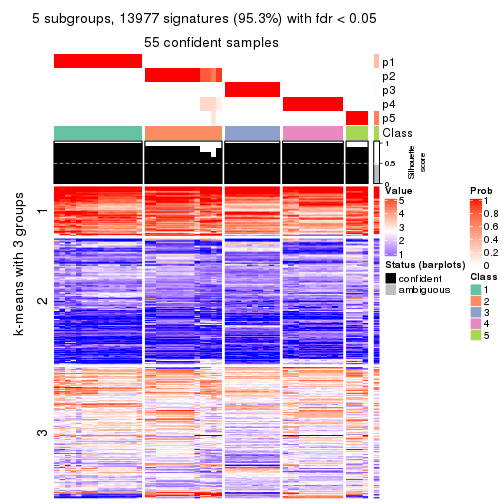 5 subgroups, 13977 signatures (95.3%) with fdr < 0.05
55 confident samples
p1
p2
p3
p4
p5
Class
1
0.5
0
Silhouette
score
k-means with 3 groups
1
2
3
Value
5
4
3
2
1
Status (barplots)
confident
ambiguous
Prob
1
0.8
0.6
0.4
0.2
0
Class
1
2
3
4
5